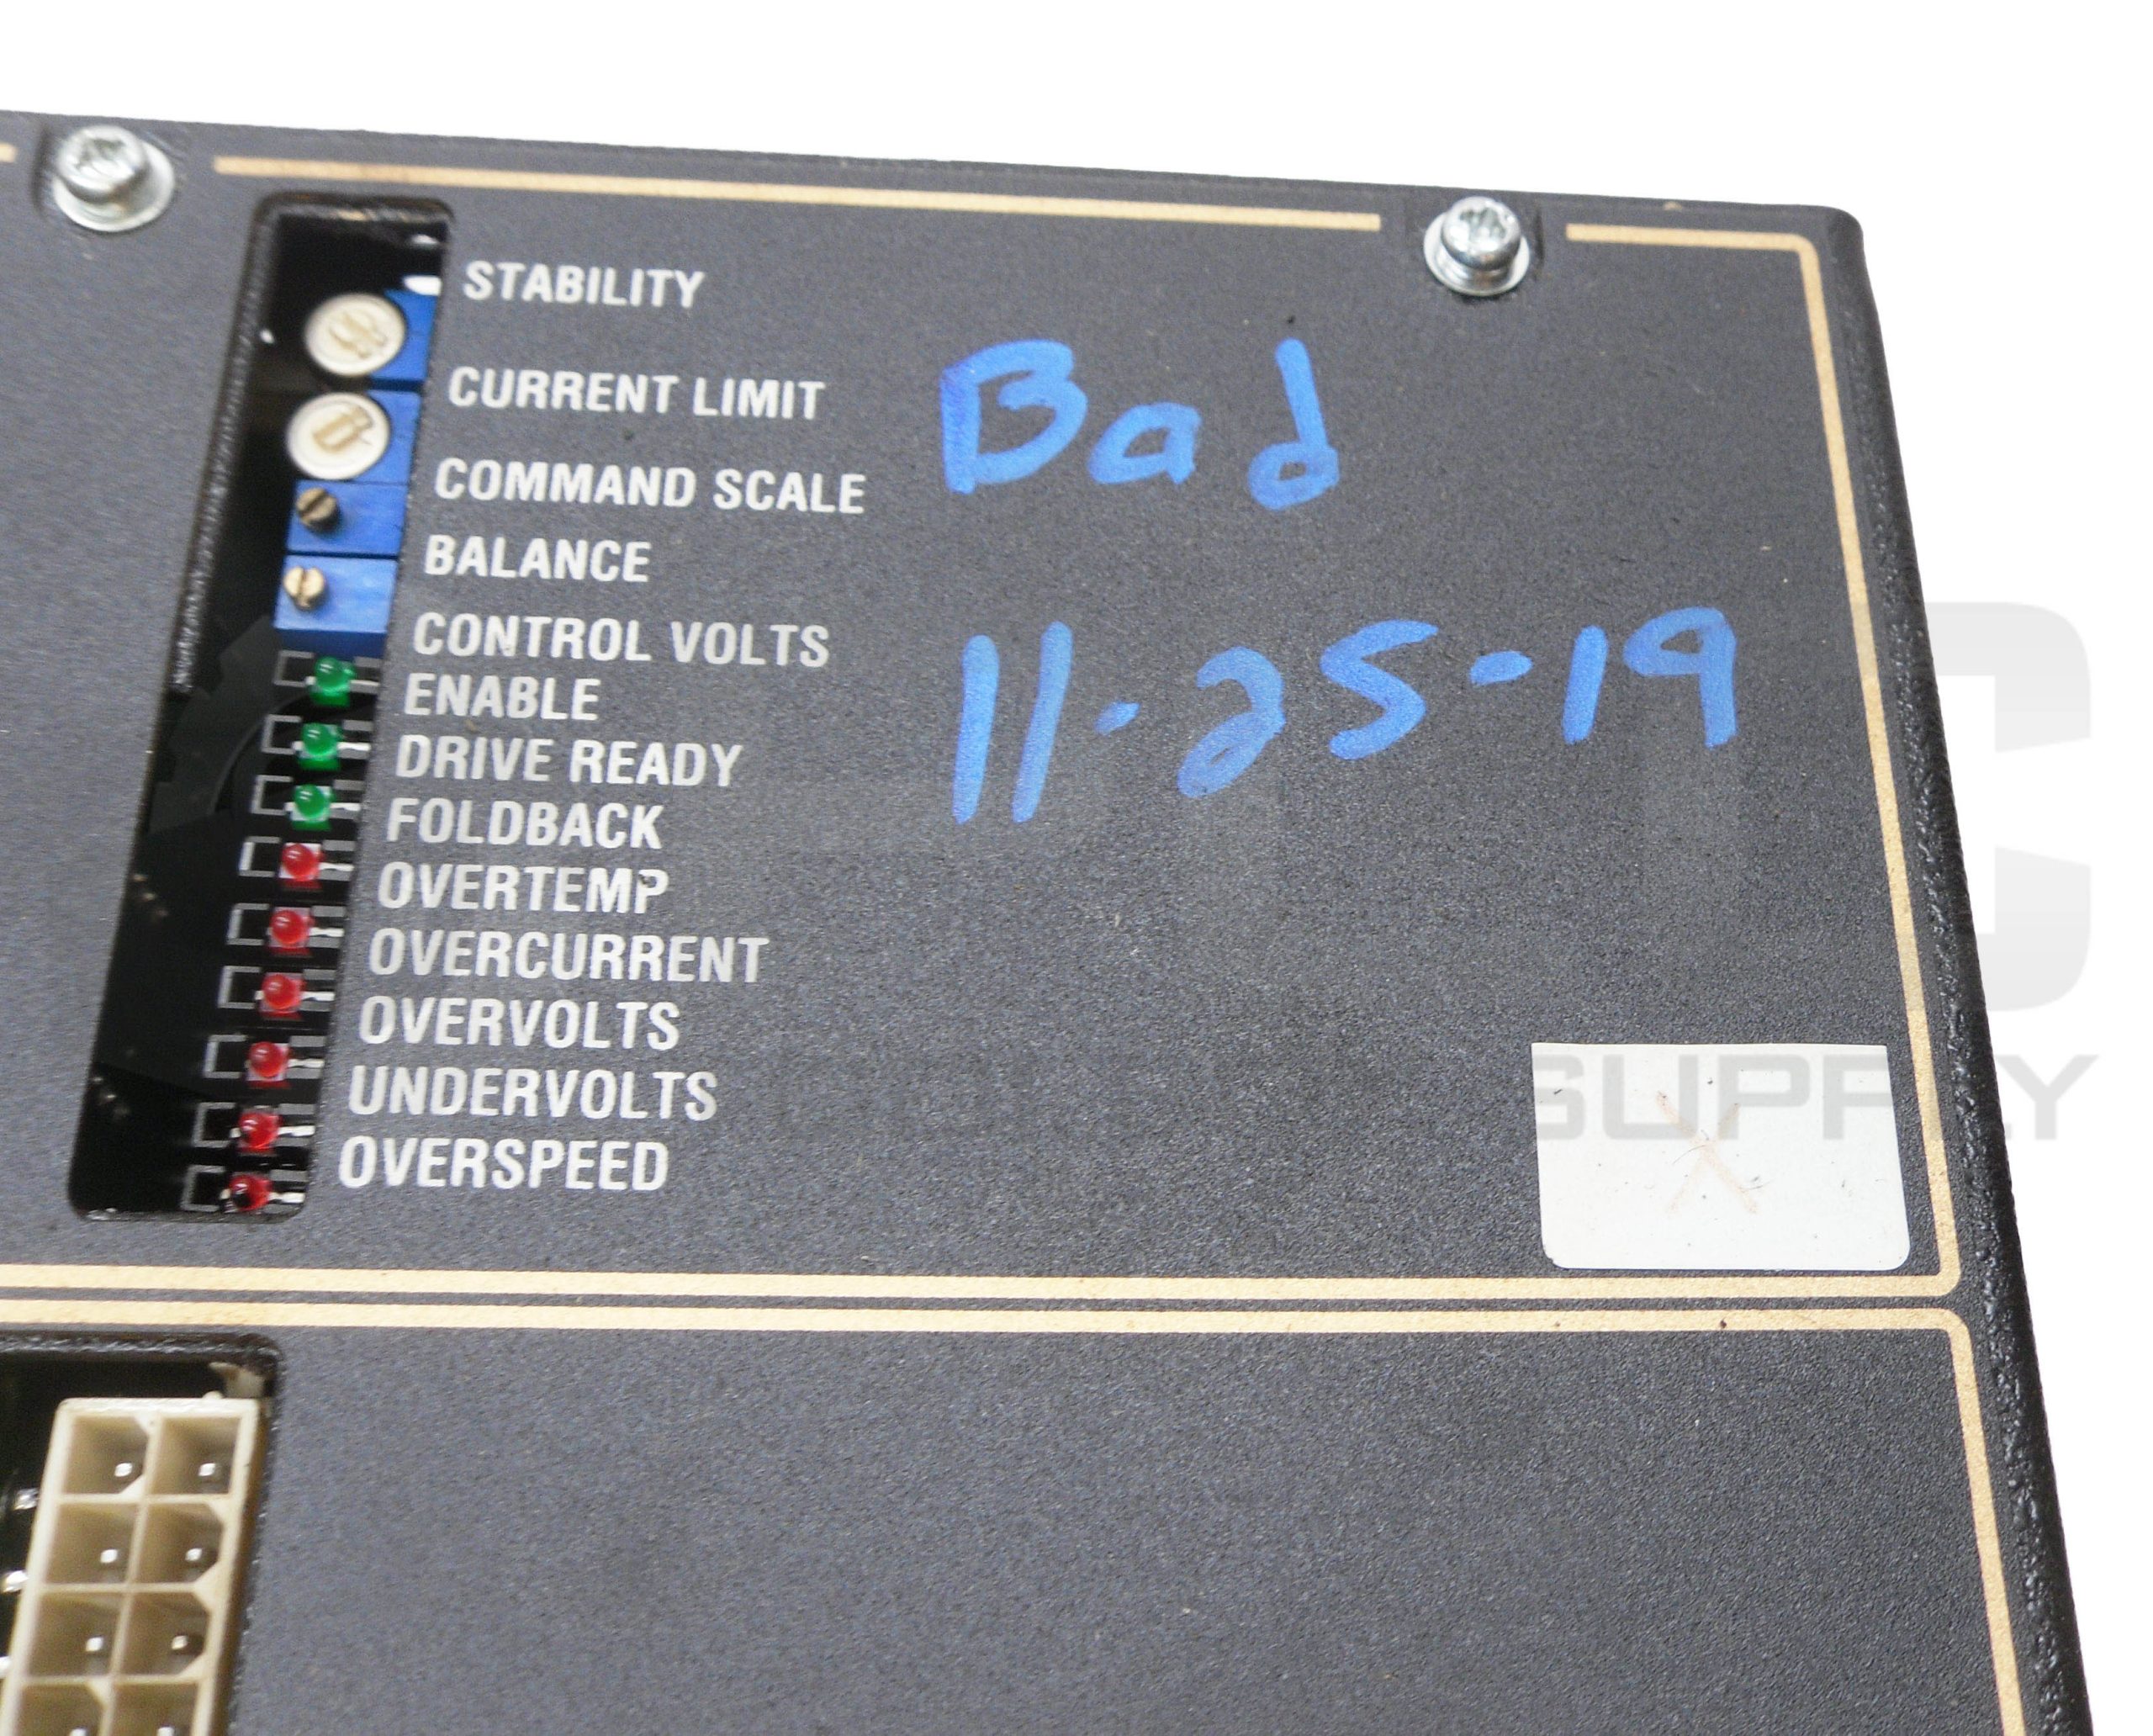 STABILITY
CURRENT LIMIT
COMMAND SCALE
BALANCE
CONTROL VOLTS
ENABLE
DRIVE READY
FOLDBACK
OVERTEMP
OVERCURRENT
OVERVOLTS
UNDERVOLTS
OVERSPEED
Bad
11-25-19
C
SUPPLY